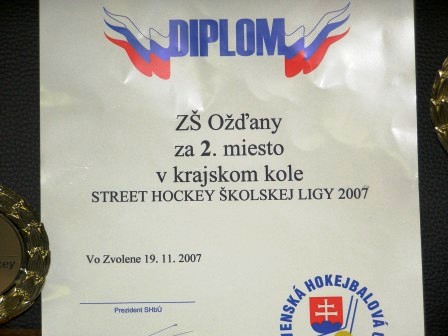 DIPLOM
ZŠ Ožďany
za 2. miesto
v krajskom kole
STREET HOCKEY ŠKOLSKEJ LIGY 2007
Vo Zvolene 19. 11. 2007
Prezident SHbÚ
HOKEJBALOVÁ